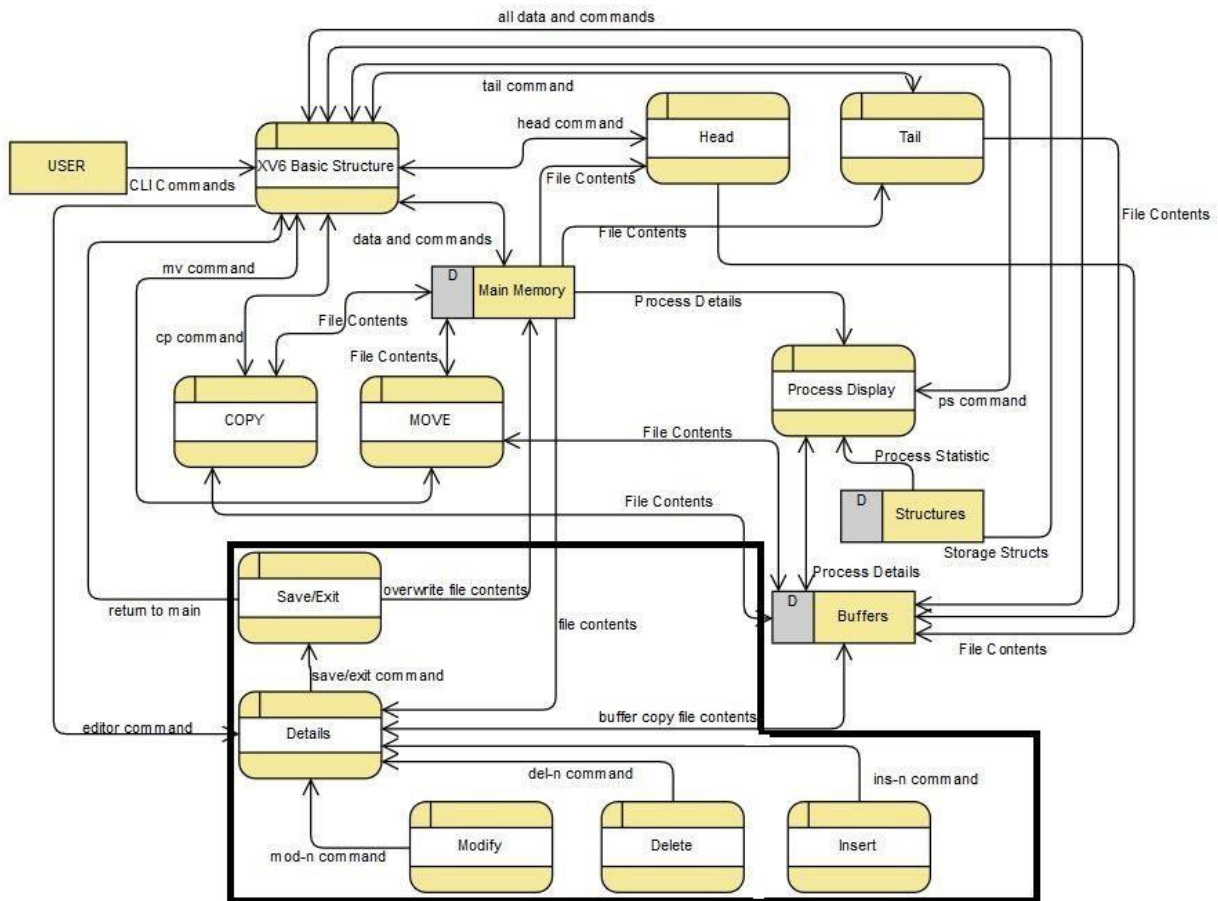 all data and commands
tail command
head command
Head
Tail
USER
XV6 Basic Structure
CLI Commands
File Contents
File Contents
File Contents
data and commands
mv command
D
Main Memory
Process Details
File Contents
cp command
File Contents
Process Display
ps command
COPY
MOVE
File Contents
Process Statistic
File Contents
D
Structures
Storage Structs
Process Details
Save/Exit
overwrite file contents
return to main
file contents
D
Buffers
File Contents
save/exit command
buffer copy file contents
editor command
Details
del-n command
ins-n command
mod-n command
Modify
Delete
Insert